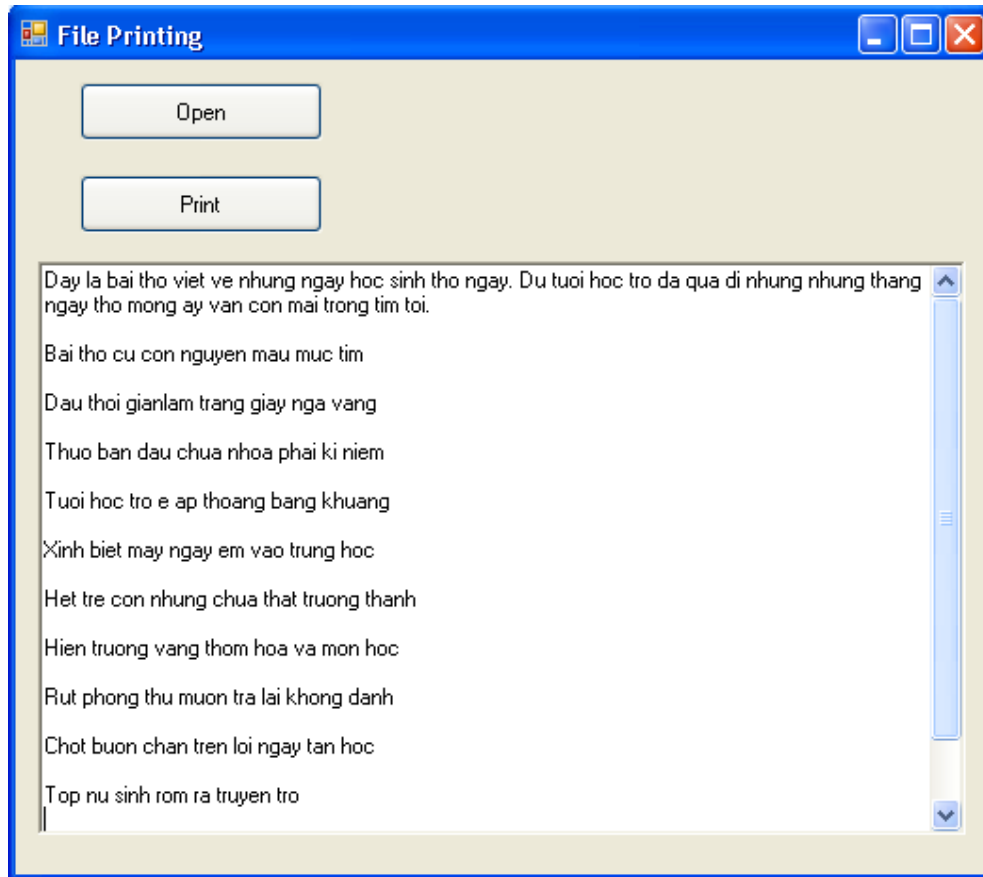 File Printing
Open
Print
Day la bai tho viet ve nhung ngay hoc sinh tho ngay. Du tuoi hoc tro da qua di nhung nhung thang
ngay tho mong ay van con mai trong tim toi.
Bai tho cu con nguyen mau muc tim
Dau thoi gianlam trang giay nga vang
Thuo ban dau chua nhoa phai ki niem
Tuoi hoc tro e ap thoang bang khuang
Xinh biet may ngay em vao trung hoc
Het tre con nhung chua that truong thanh
Hien truong vang thom hoa va mon hoc
Rut phong thu muon tra lai khong danh
Chot buon chan tren loi ngay tan hoc
Top nu sinh rom ra truyen tro